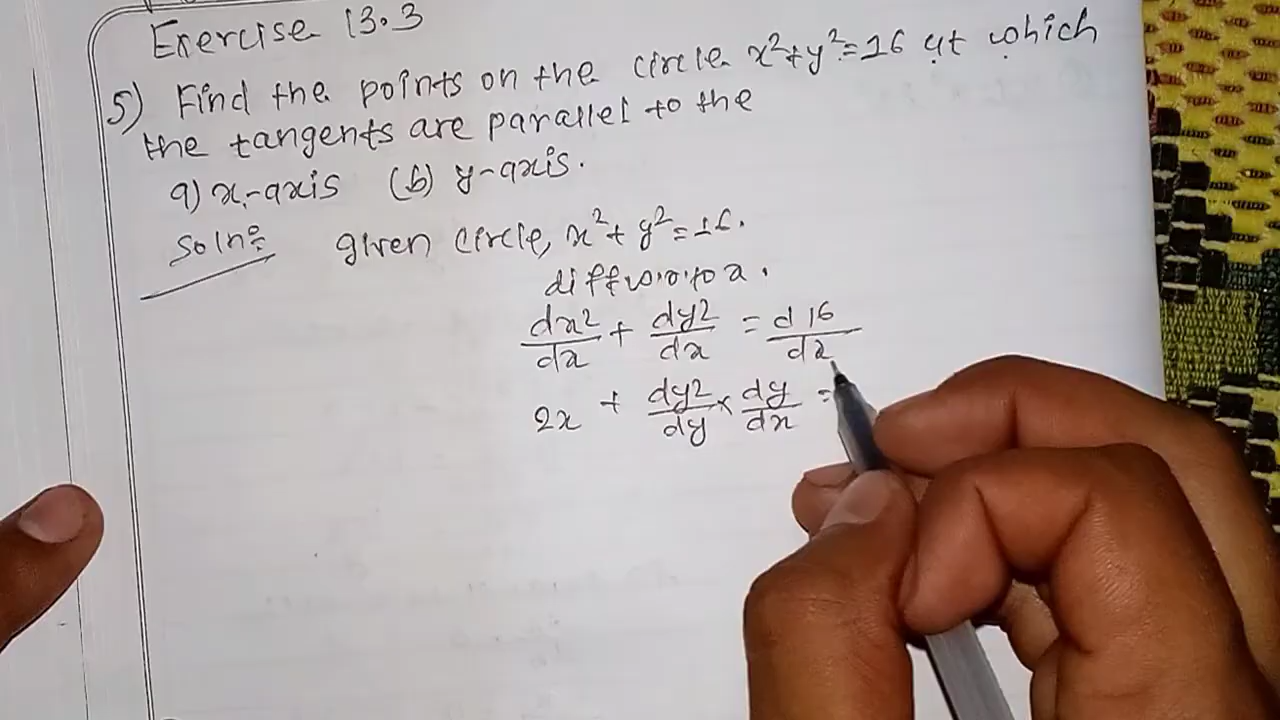 Exercise 13.3
5) Find the points on the circle x²+y²=16 at which
the tangents are parallel to the
a) x-axis (b) y-axis.
Soln:
given circle, x²+y²=16.
diff w.r.to x.
dx²/dx + dy²/dx = d16/dx
2x + dy²/dy × dy/dx =